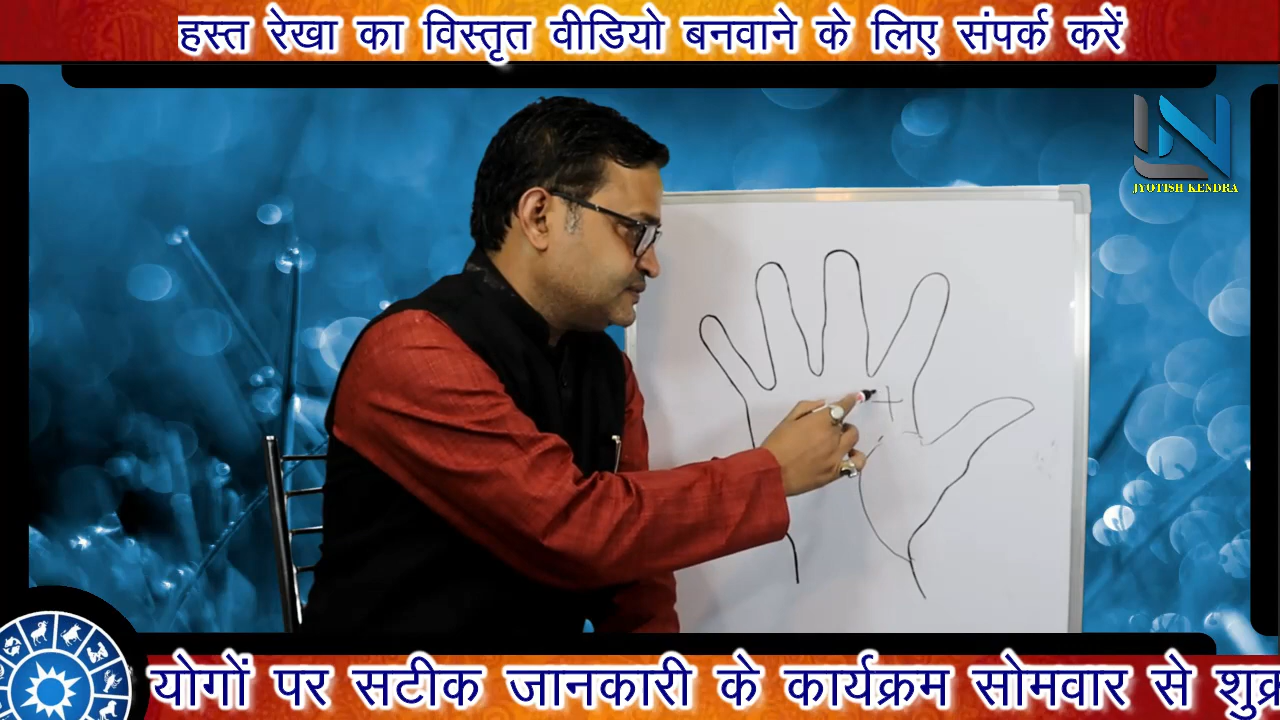 हस्त रेखा का विस्तृत वीडियो बनवाने के लिए संपर्क करें
JYOTISH KENDRA
योगों पर सटीक जानकारी के कार्यक्रम सोमवार से